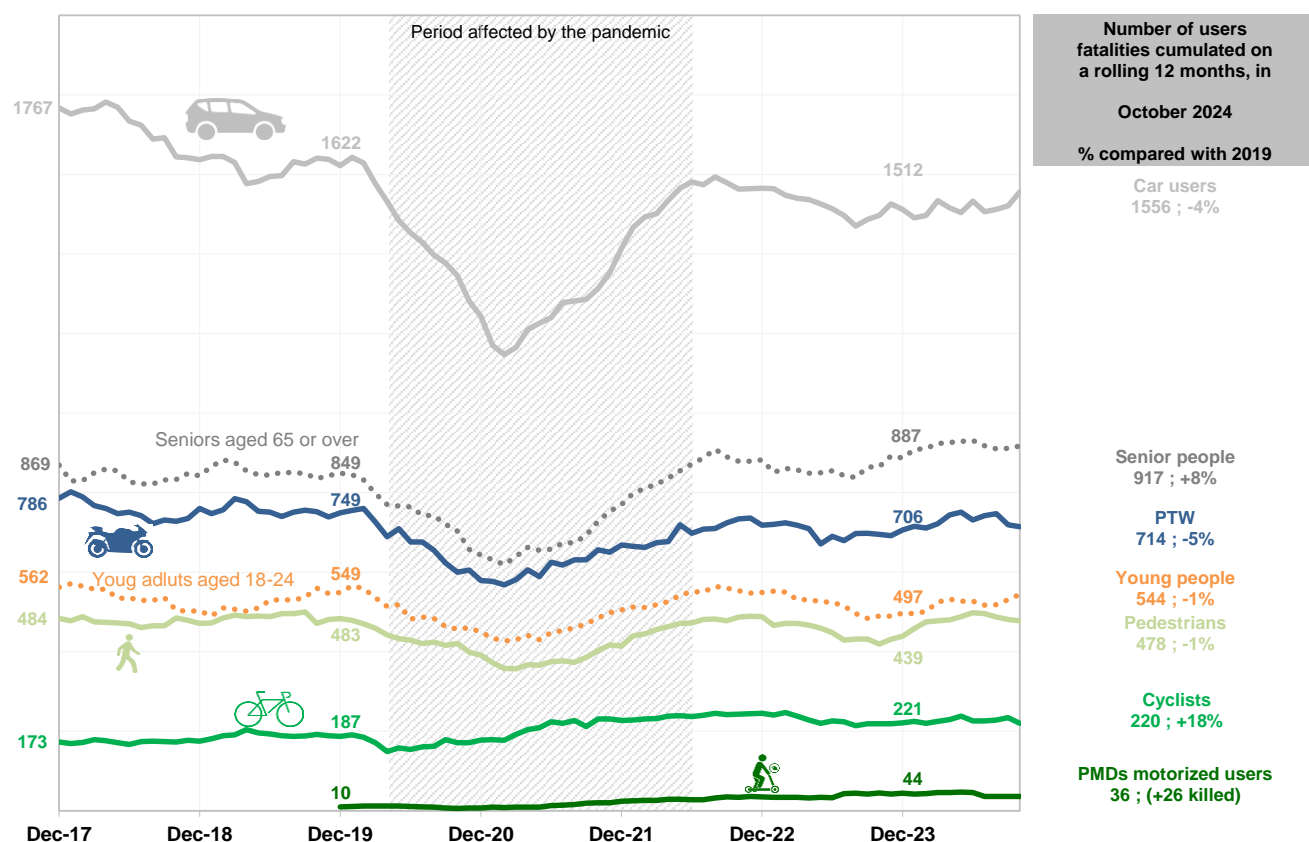 Period affected by the pandemic
Number of users
fatalities cumulated on
a rolling 12 months, in
October 2024
% compared with 2019
1767
1622
1512
Car users
1556 ; -4%
Seniors aged 65 or over
869
849
887
Senior people
917 ; +8%
786
749
706
PTW
714 ; -5%
562
Youg adluts aged 18-24
549
497
Young people
544 ; -1%
484
483
439
Pedestrians
478 ; -1%
173
187
221
Cyclists
220 ; +18%
10
44
PMDs motorized users
36 ; (+26 killed)
Dec-17 Dec-18 Dec-19 Dec-20 Dec-21 Dec-22 Dec-23